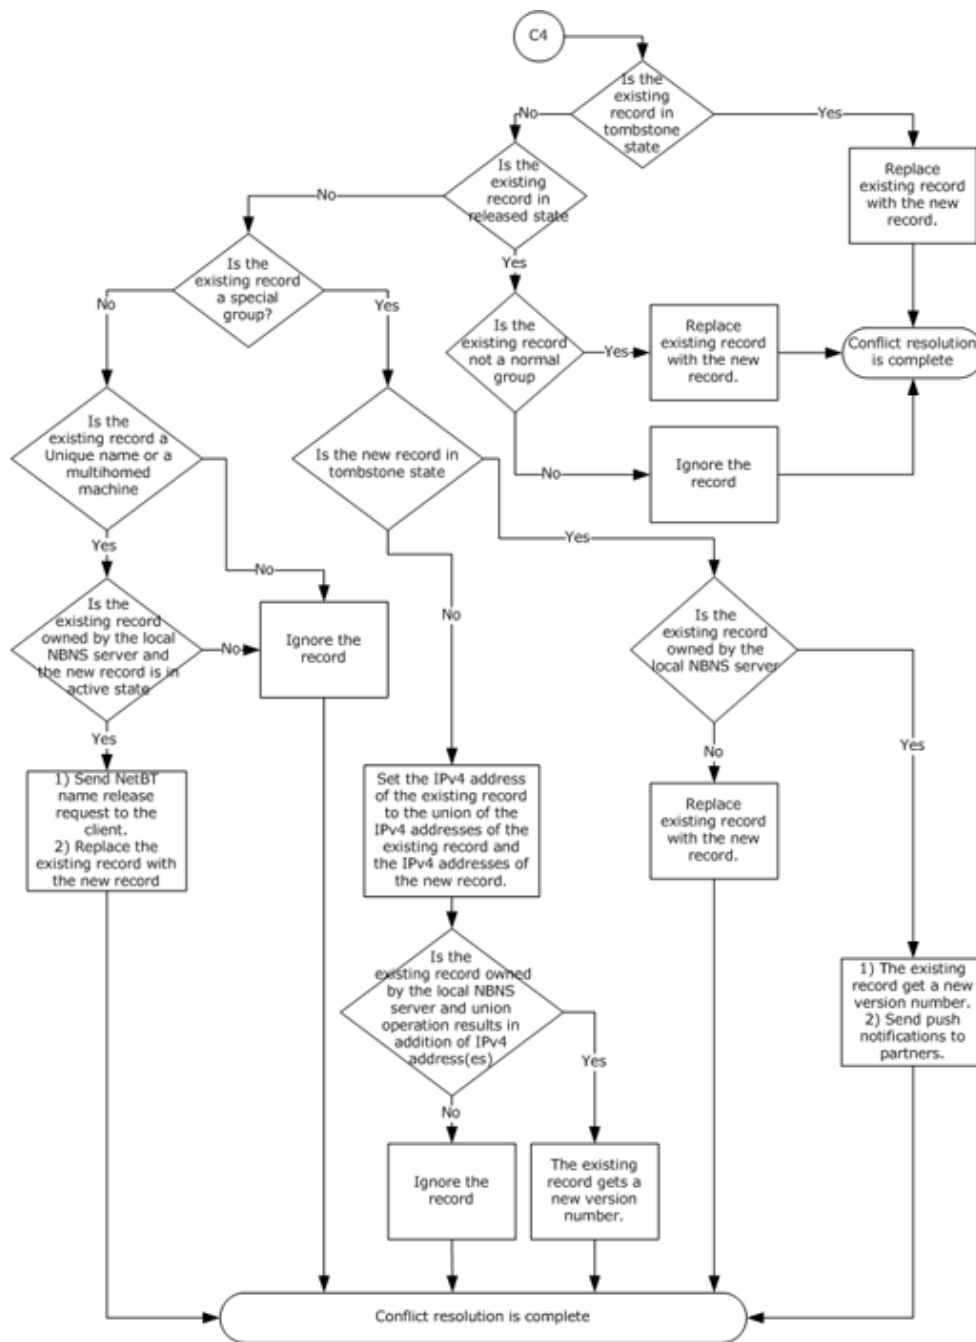 C4
Is the
existing
record in
tombstone
state
No
Yes
Is the
existing
record in
released state
Replace
existing record
with the new
record.
No
Yes
Is the
existing record
a special
group?
No
Yes
Is the
existing record
not a normal
group
Yes
Replace
existing record
with the new
record.
Conflict resolution
is complete
No
Ignore the
record
Is the
existing record a
Unique name or a
multihomed
machine
Is the new record in
tombstone state
Yes
No
Yes
No
Is the
existing record
owned by the local
NBNS server and
the new record is in
active state
No
Ignore the
record
Is the
existing record
owned by the
local NBNS server
Yes
No
Yes
1) Send NetBT
name release
request to the
client.
2) Replace the
existing record with
the new record
Set the IPv4 address
of the existing record
to the union of the
IPv4 addresses of the
existing record and
the IPv4 addresses of
the new record.
Replace
existing record
with the new
record.
Is the
existing record owned
by the local NBNS
server and union
operation results in
addition of IPv4
address(es)
1) The existing
record get a new
version number.
2) Send push
notifications to
partners.
No
Yes
Ignore the
record
The existing
record gets a
new version
number.
Conflict resolution is complete